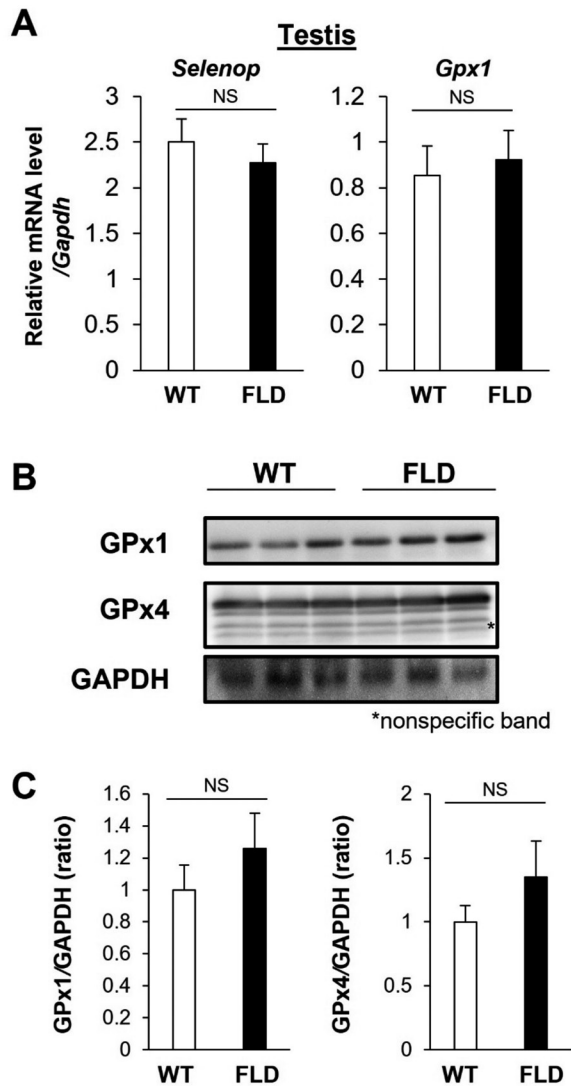 A
Testis
Selenop
Gpx1
Relative mRNA level
/Gapdh
NS
3
2.5
2
1.5
1
0.5
0
WT
FLD
NS
1.2
1
0.8
0.6
0.4
0.2
0
WT
FLD
B
WT
FLD
GPx1
GPx4
*
GAPDH
*nonspecific band
C
GPx1/GAPDH (ratio)
NS
1.6
1.4
1.2
1
0.8
0.6
0.4
0.2
0
WT
FLD
GPx4/GAPDH (ratio)
NS
2
1.5
1
0.5
0
WT
FLD